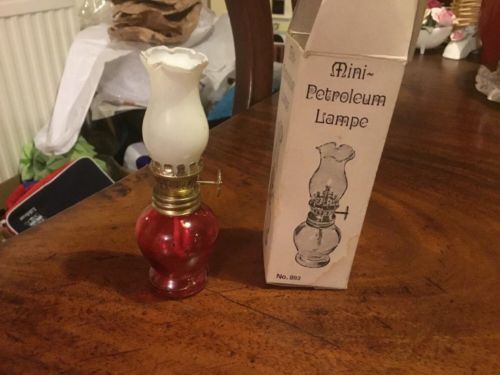 Mini~
Petroleum
Lampe
No. 892